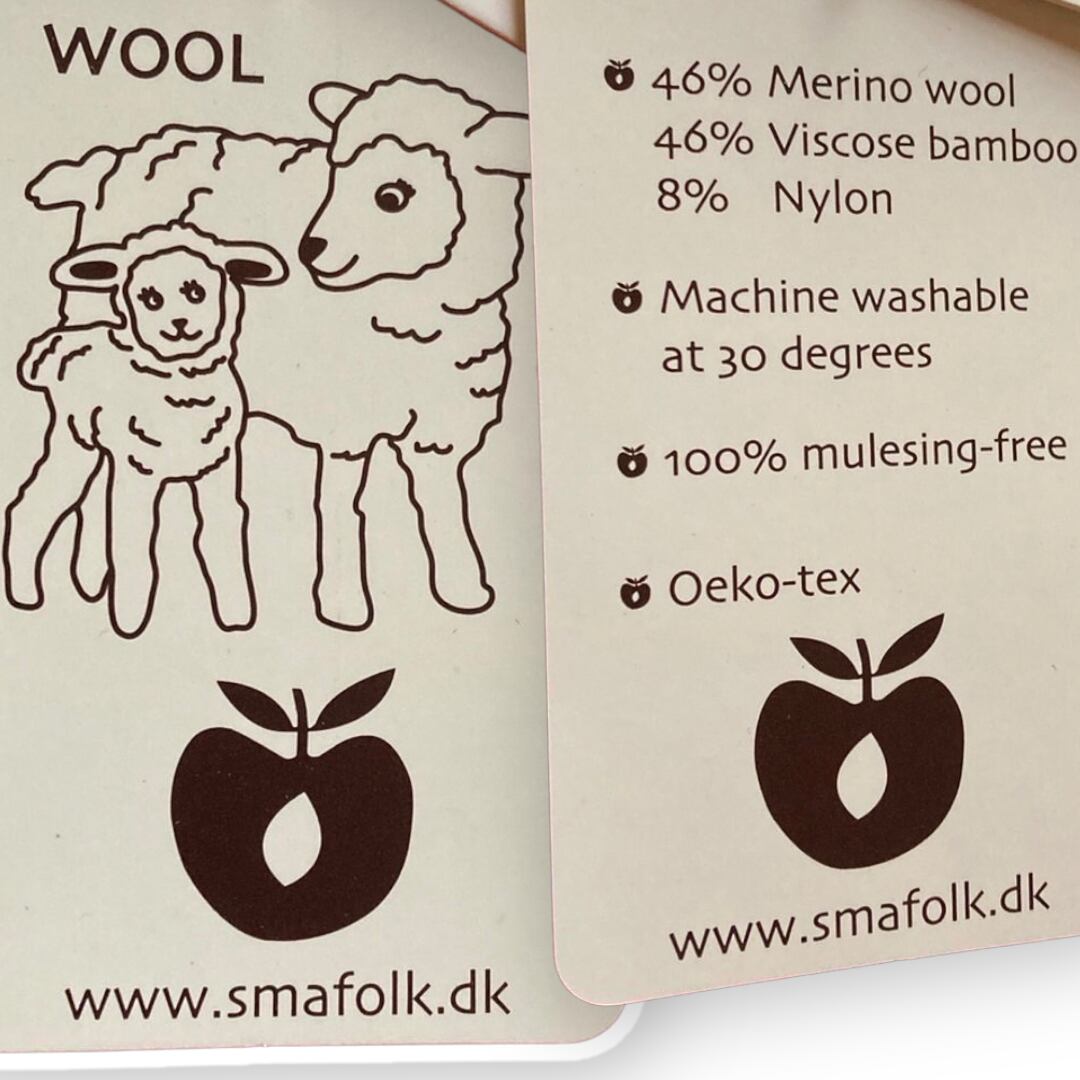 WOOL
www.smafolk.dk
46% Merino wool
46% Viscose bamboo
8% Nylon
Machine washable
at 30 degrees
100% mulesing-free
Oeko-tex
www.smafolk.dk